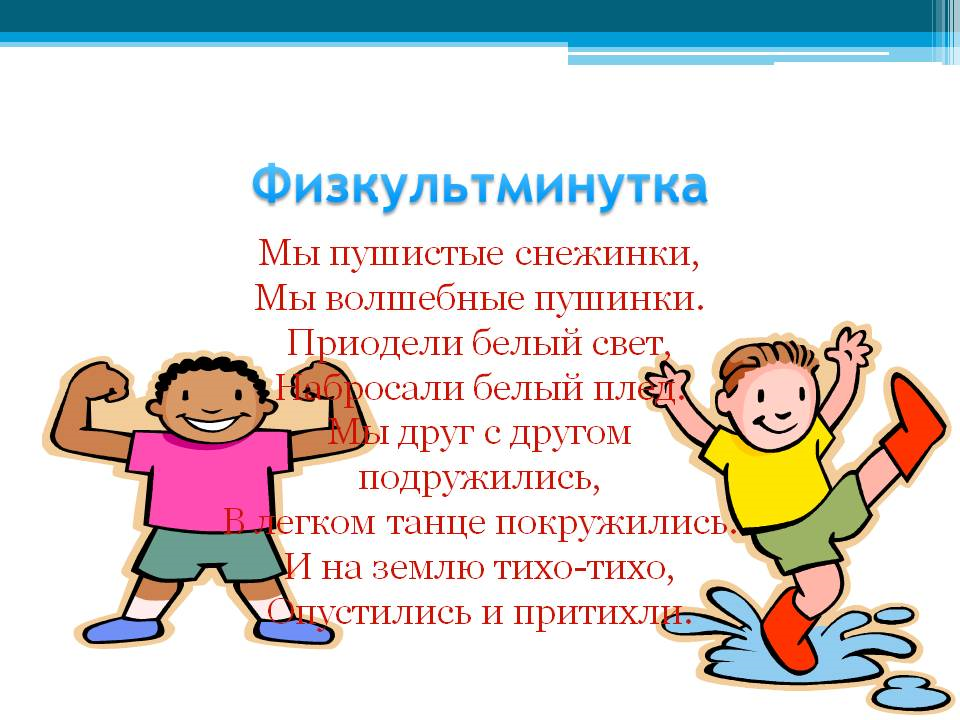 Физкультминутка
Мы пушистые снежинки,
Мы волшебные пушинки.
Приодели белый свет,
Набросали белый плед.
Мы друг с другом
подружились,
В легком танце покружились.
И на землю тихо-тихо,
Опустились и притихли.